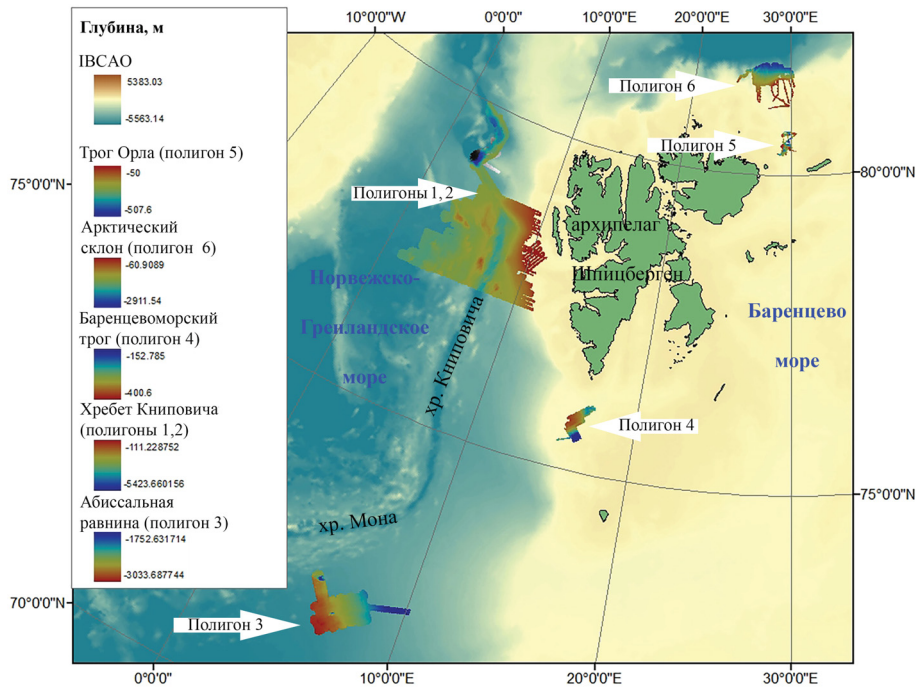 10°0'0"W
0°0'0"
10°0'0"E
20°0'0"E
30°0'0"E
Глубина, м
IBCAO
5383.03
-5563.14
Трог Орла (полигон 5)
-50
-507.6
Арктический
склон (полигон 6)
-60.9089
-2911.54
Баренцевоморский
трог (полигон 4)
-152.785
-400.6
Хребет Книповича
(полигоны 1,2)
-111.228752
-5423.660156
Абиссальная
равнина (полигон 3)
-1752.631714
-3033.687744
Полигон 6
Полигон 5
80°0'0"N
75°0'0"N
Полигоны 1, 2
архипелаг
Шпицберген
Норвежско-
Гренландское
море
Баренцево
море
хр. Книповича
Полигон 4
75°0'0"N
хр. Мона
70°0'0"N
Полигон 3
0°0'0"
10°0'0"E
20°0'0"E
30°0'0"E